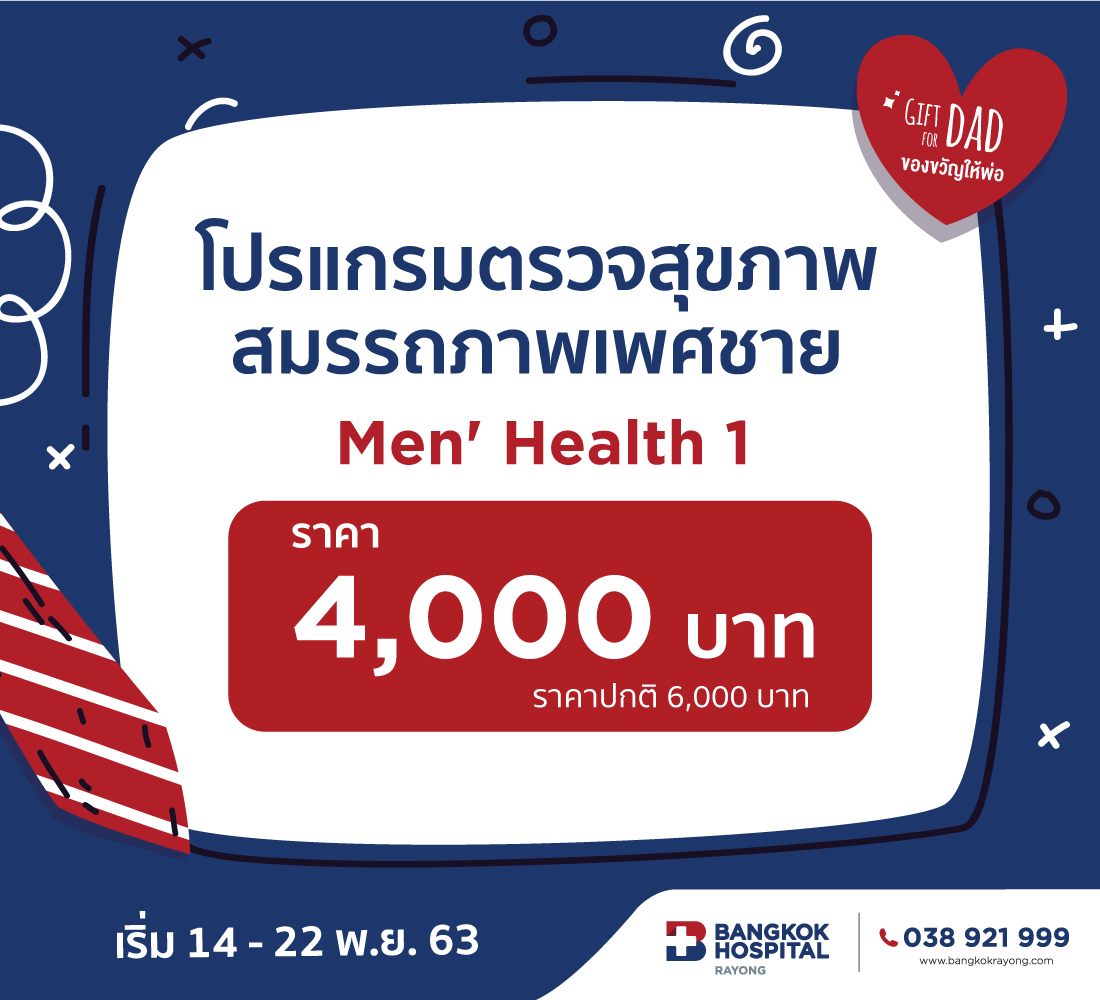 GIFT
FOR DAD
ของขวัญให้พ่อ
โปรแกรมตรวจสุขภาพ
สมรรถภาพเพศชาย
Men' Health 1
ราคา
4,000 บาท
ราคาปกติ 6,000 บาท
เริ่ม 14 - 22 พ.ย. 63
BANGKOK
HOSPITAL
RAYONG
038 921 999
www.bangkokrayong.com